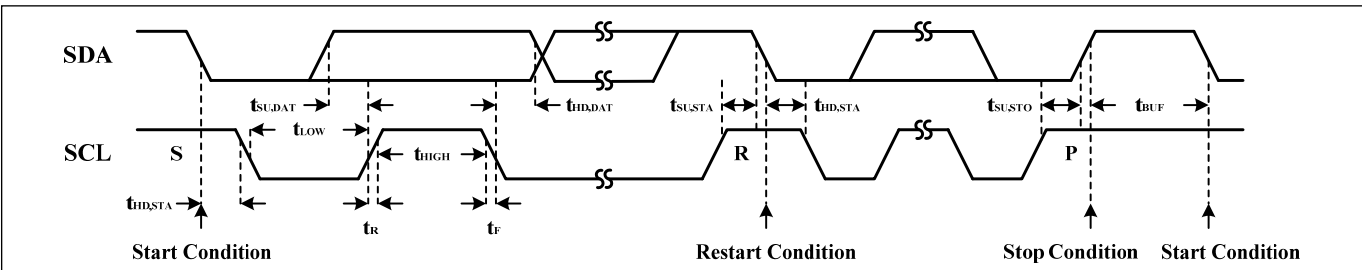 SDA
tSU,DAT
tHD,DAT
tSU,STA
tHD,STA
tSU,STO
tBUF
tLOW
SCL
S
tHIGH
R
P
tHD,STA
tR
tF
Start Condition
Restart Condition
Stop Condition
Start Condition